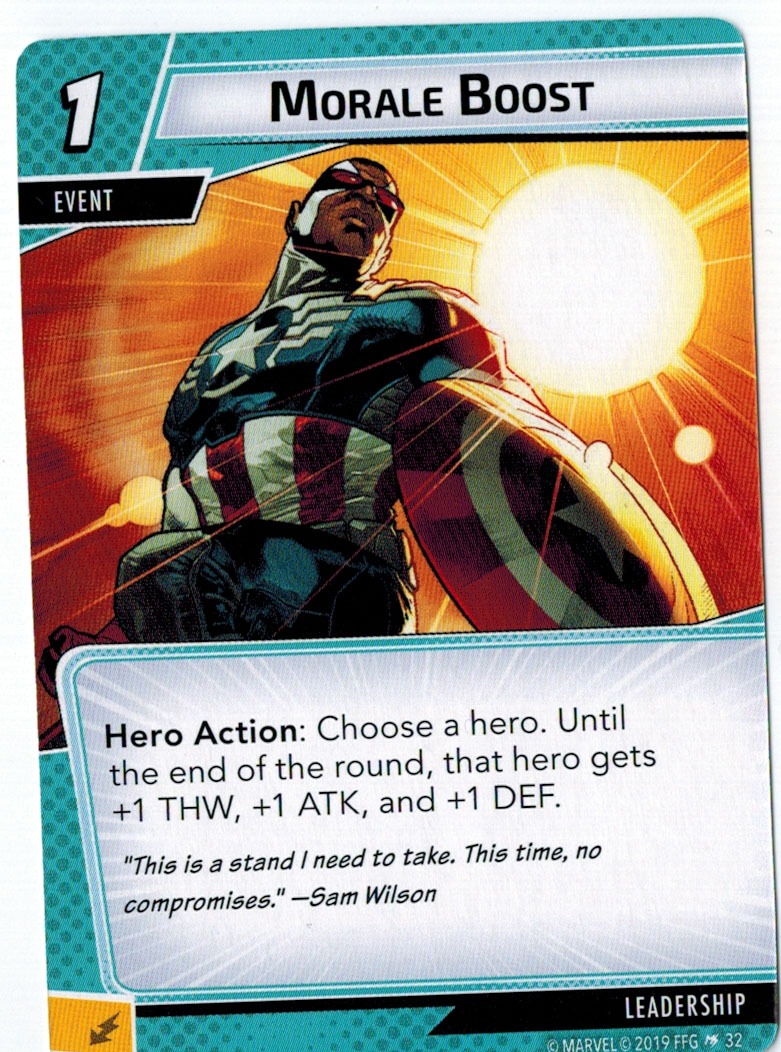 1
MORALE BOOST
EVENT
Hero Action: Choose a hero. Until
the end of the round, that hero gets
+1 THW, +1 ATK, and +1 DEF.
"This is a stand I need to take. This time, no
compromises." —Sam Wilson
LEADERSHIP
© MARVEL © 2019 FFG 32